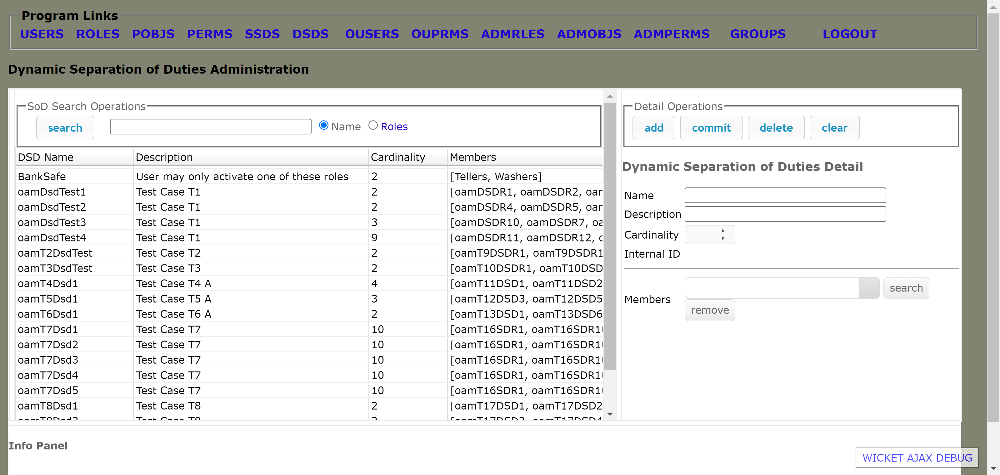 Program Links
USERS ROLES POBJS PERMS SSDS DSDS OUSERS OUPRMS ADMRLES ADMOBJS ADMPERMS GROUPS LOGOUT
Dynamic Separation of Duties Administration
SoD Search Operations
search Name Roles
DSD Name Description Cardinality Members
BankSafe User may only activate one of these roles 2 [Tellers, Washers]
oamDsdTest1 Test Case T1 2 [oamDSDR1, oamDSDR2,
oamDsdTest2 Test Case T1 2 [oamDSDR4, oamDSDR5,
oamDsdTest3 Test Case T1 3 [oamDSDR10, oamDSDR7,
oamDsdTest4 Test Case T1 9 [oamDSDR11, oamDSDR12,
oamT2DsdTest Test Case T2 2 [oamT9DSDR1, oamT9DSDR1
oamT3DsdTest Test Case T3 2 [oamT10DSDR1, oamT10DSD
oamT4Dsd1 Test Case T4 A 4 [oamT11DSD1, oamT11DSD2
oamT5Dsd1 Test Case T5 A 3 [oamT12DSD3, oamT12DSD5
oamT6Dsd1 Test Case T6 A 2 [oamT13DSD1, oamT13DSD6
oamT7Dsd1 Test Case T7 10 [oamT16SDR1, oamT16SDR1
oamT7Dsd2 Test Case T7 10 [oamT16SDR1, oamT16SDR1
oamT7Dsd3 Test Case T7 10 [oamT16SDR1, oamT16SDR1
oamT7Dsd4 Test Case T7 10 [oamT16SDR1, oamT16SDR1
oamT7Dsd5 Test Case T7 10 [oamT16SDR1, oamT16SDR1
oamT8Dsd1 Test Case T8 2 [oamT17DSD1, oamT17DSD2
Test Case T8
Detail Operations
add commit delete clear
Dynamic Separation of Duties Detail
Name
Description
Cardinality
Internal ID
Members search
remove
Info Panel
WICKET AJAX DEBUG